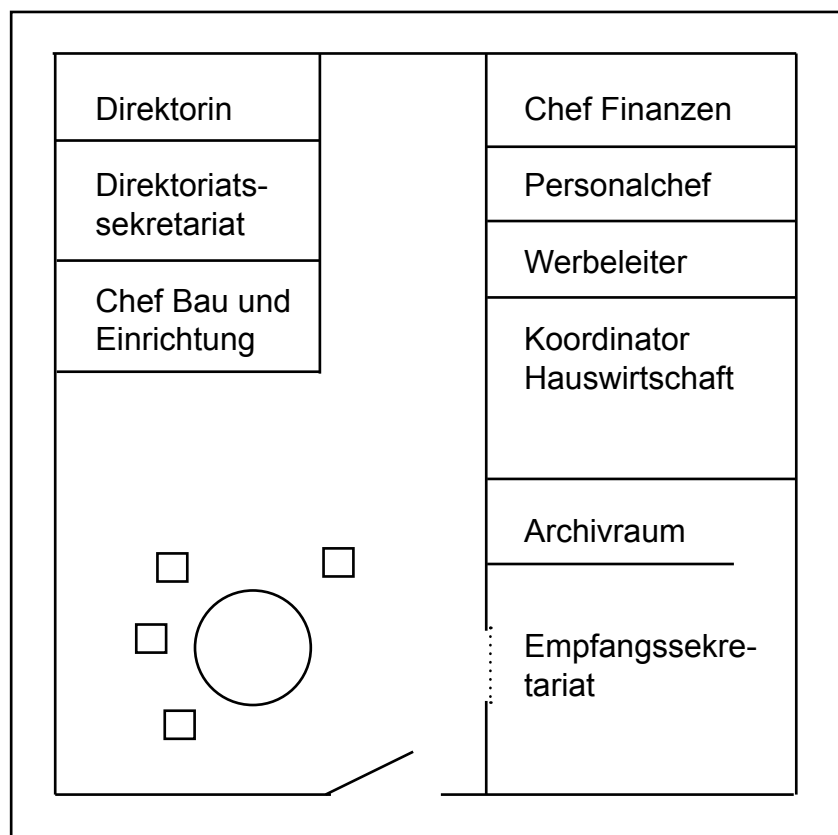 Direktorin
Direktoriats-
sekretariat
Chef Bau und
Einrichtung
Chef Finanzen
Personalchef
Werbeleiter
Koordinator
Hauswirtschaft
Archivraum
Empfangssekre-
tariat